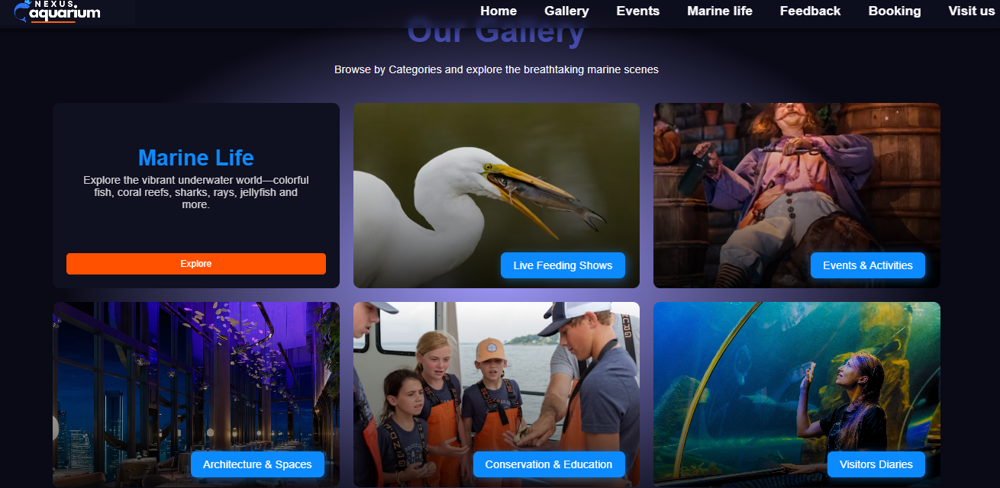 NEXUS
aquarium
Home Gallery Events Marine life Feedback Booking Visit us
Our Gallery
Browse by Categories and explore the breathtaking marine scenes
Marine Life
Explore the vibrant underwater world—colorful
fish, coral reefs, sharks, rays, jellyfish and
more.
Explore
Live Feeding Shows
Events & Activities
Architecture & Spaces
Conservation & Education
Visitors Diaries